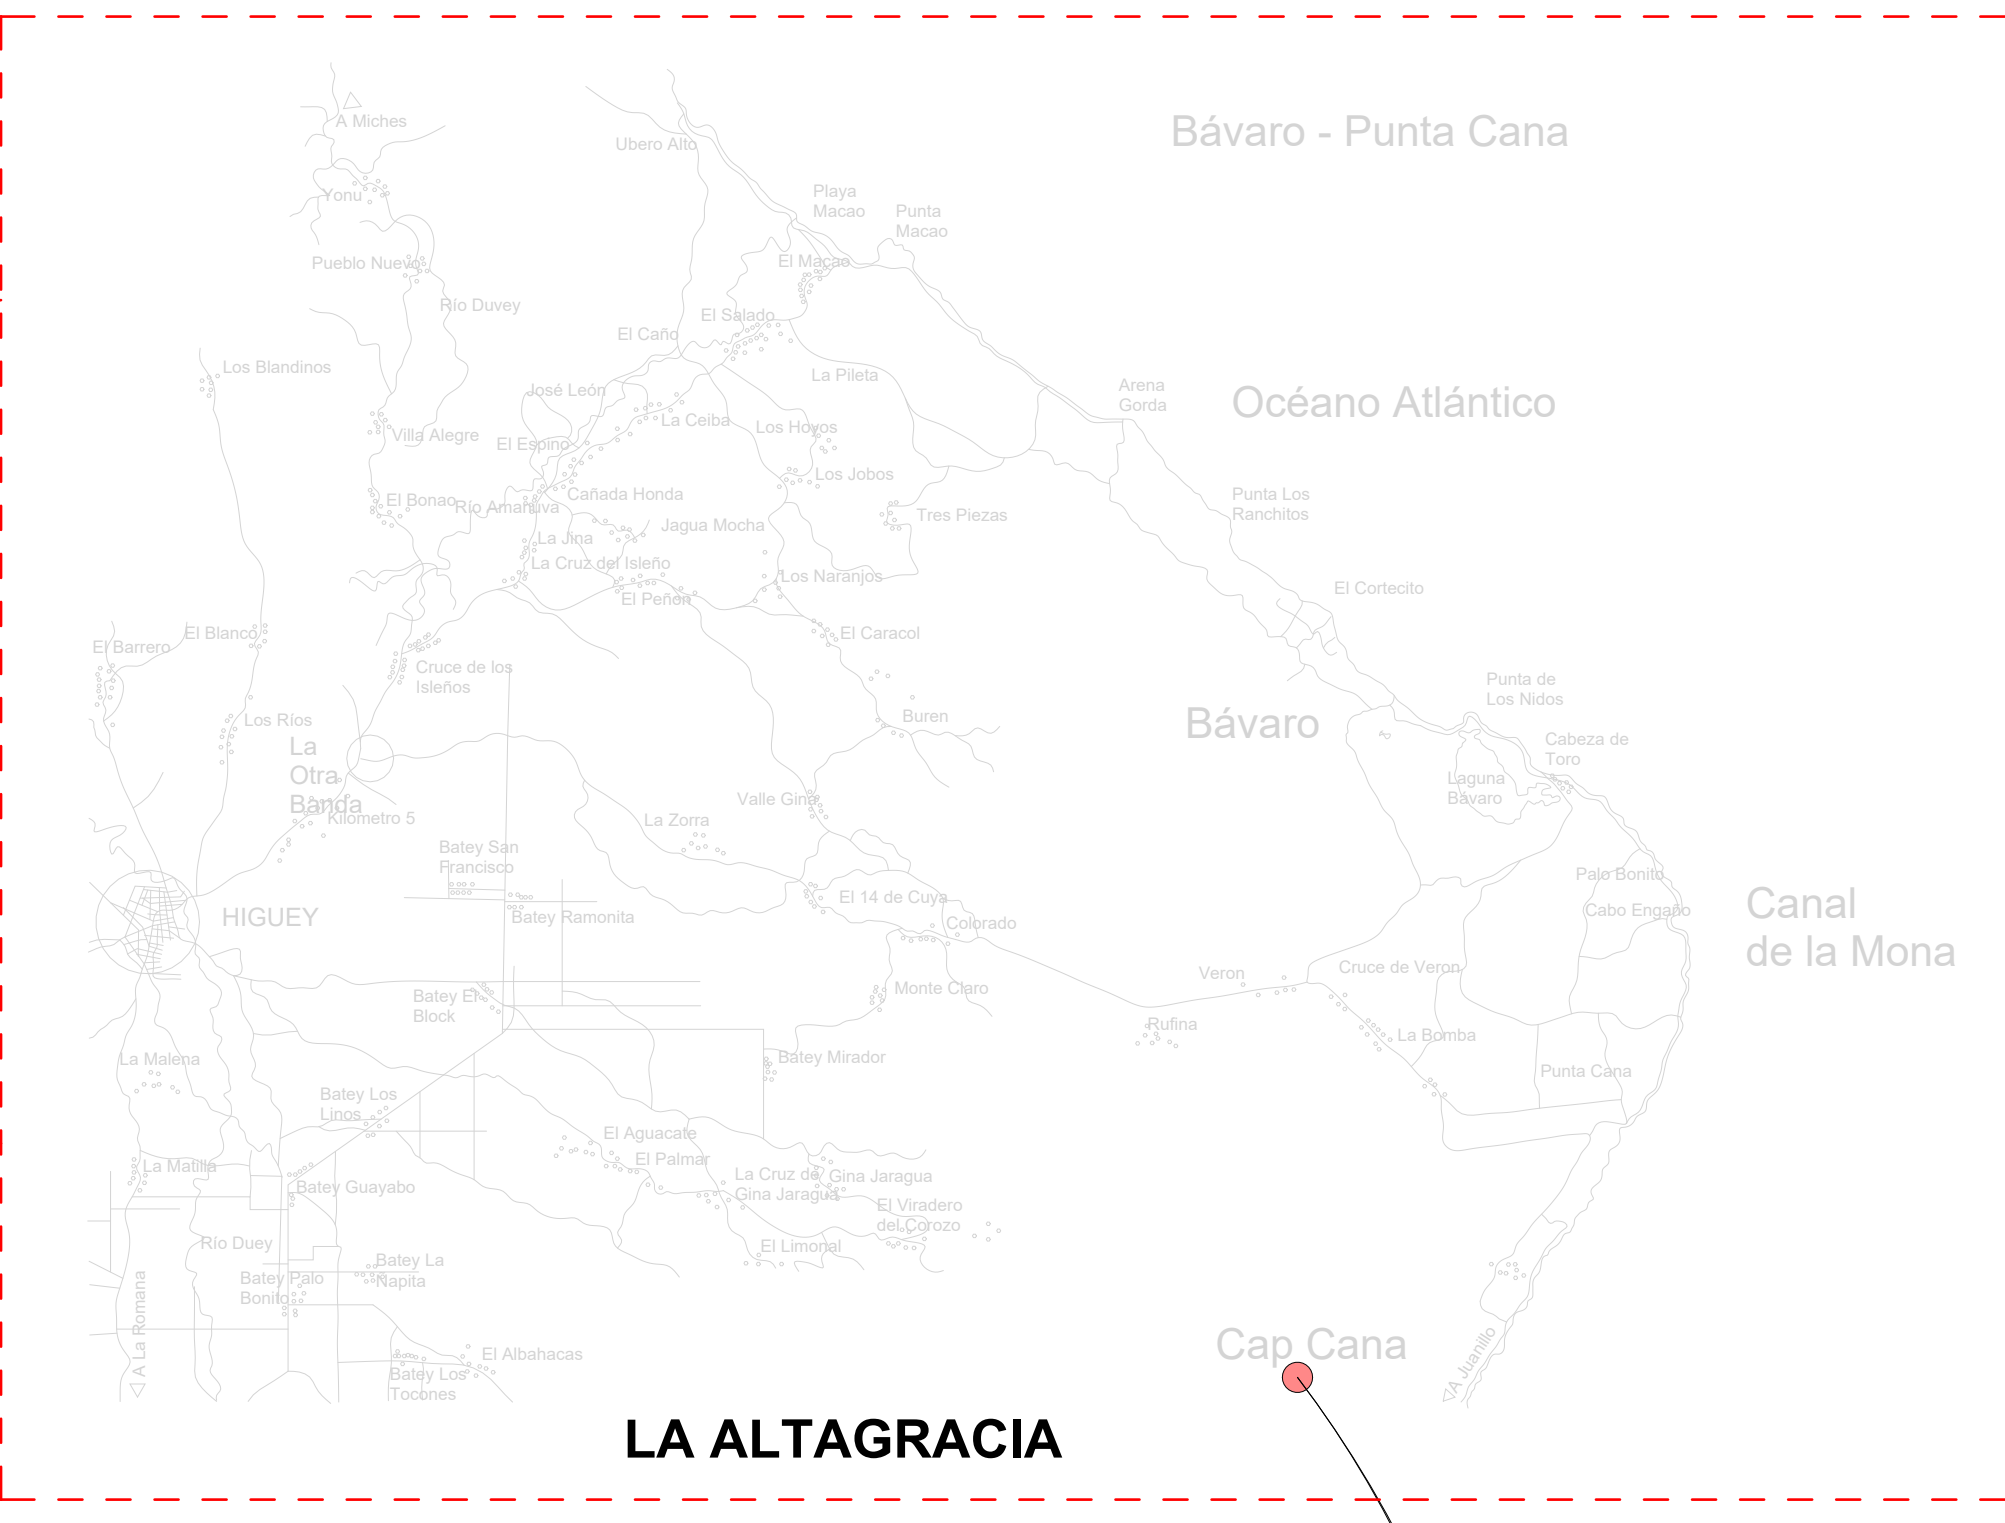 A Miches
Ubero Alto
Bávaro - Punta Cana
Yonu
Playa
Macao
Punta
Macao
Pueblo Nuevo
El Macao
Río Duvey
El Salado
El Caño
Los Blandinos
José León
La Pileta
Arena
Gorda
Océano Atlántico
La Ceiba
Los Hoyos
Villa Alegre
El Espino
Los Jobos
El Bonao
Río Amanuva
Cañada Honda
Jagua Mocha
Tres Piezas
Punta Los
Ranchitos
La Jina
La Cruz del Isleño
Los Naranjos
El Peñon
El Cortecito
El Barrero
El Blanco
El Caracol
Cruce de los
Isleños
Punta de
Los Nidos
Los Ríos
Buren
Bávaro
La
Otra
Banda
Cabeza de
Toro
Laguna
Bávaro
Kilometro 5
Valle Gina
La Zorra
Batey San
Francisco
Palo Bonito
HIGUEY
Batey Ramonita
El 14 de Cuya
Colorado
Cabo Engaño
Canal
de la Mona
Veron
Cruce de Veron
Batey El
Block
Monte Claro
Rufina
La Bomba
La Malena
Batey Mirador
Punta Cana
Batey Los
Linos
El Aguacate
El Palmar
La Matilla
Batey Guayabo
La Cruz de
Gina Jaragua
Gina Jaragua
El Viradero
del Corozo
Río Duey
El Limonal
Batey La
Ñapita
Batey Palo
Bonito
A La Romana
El Albahacas
Batey Los
Tocones
Cap Cana
A Juanillo
LA ALTAGRACIA